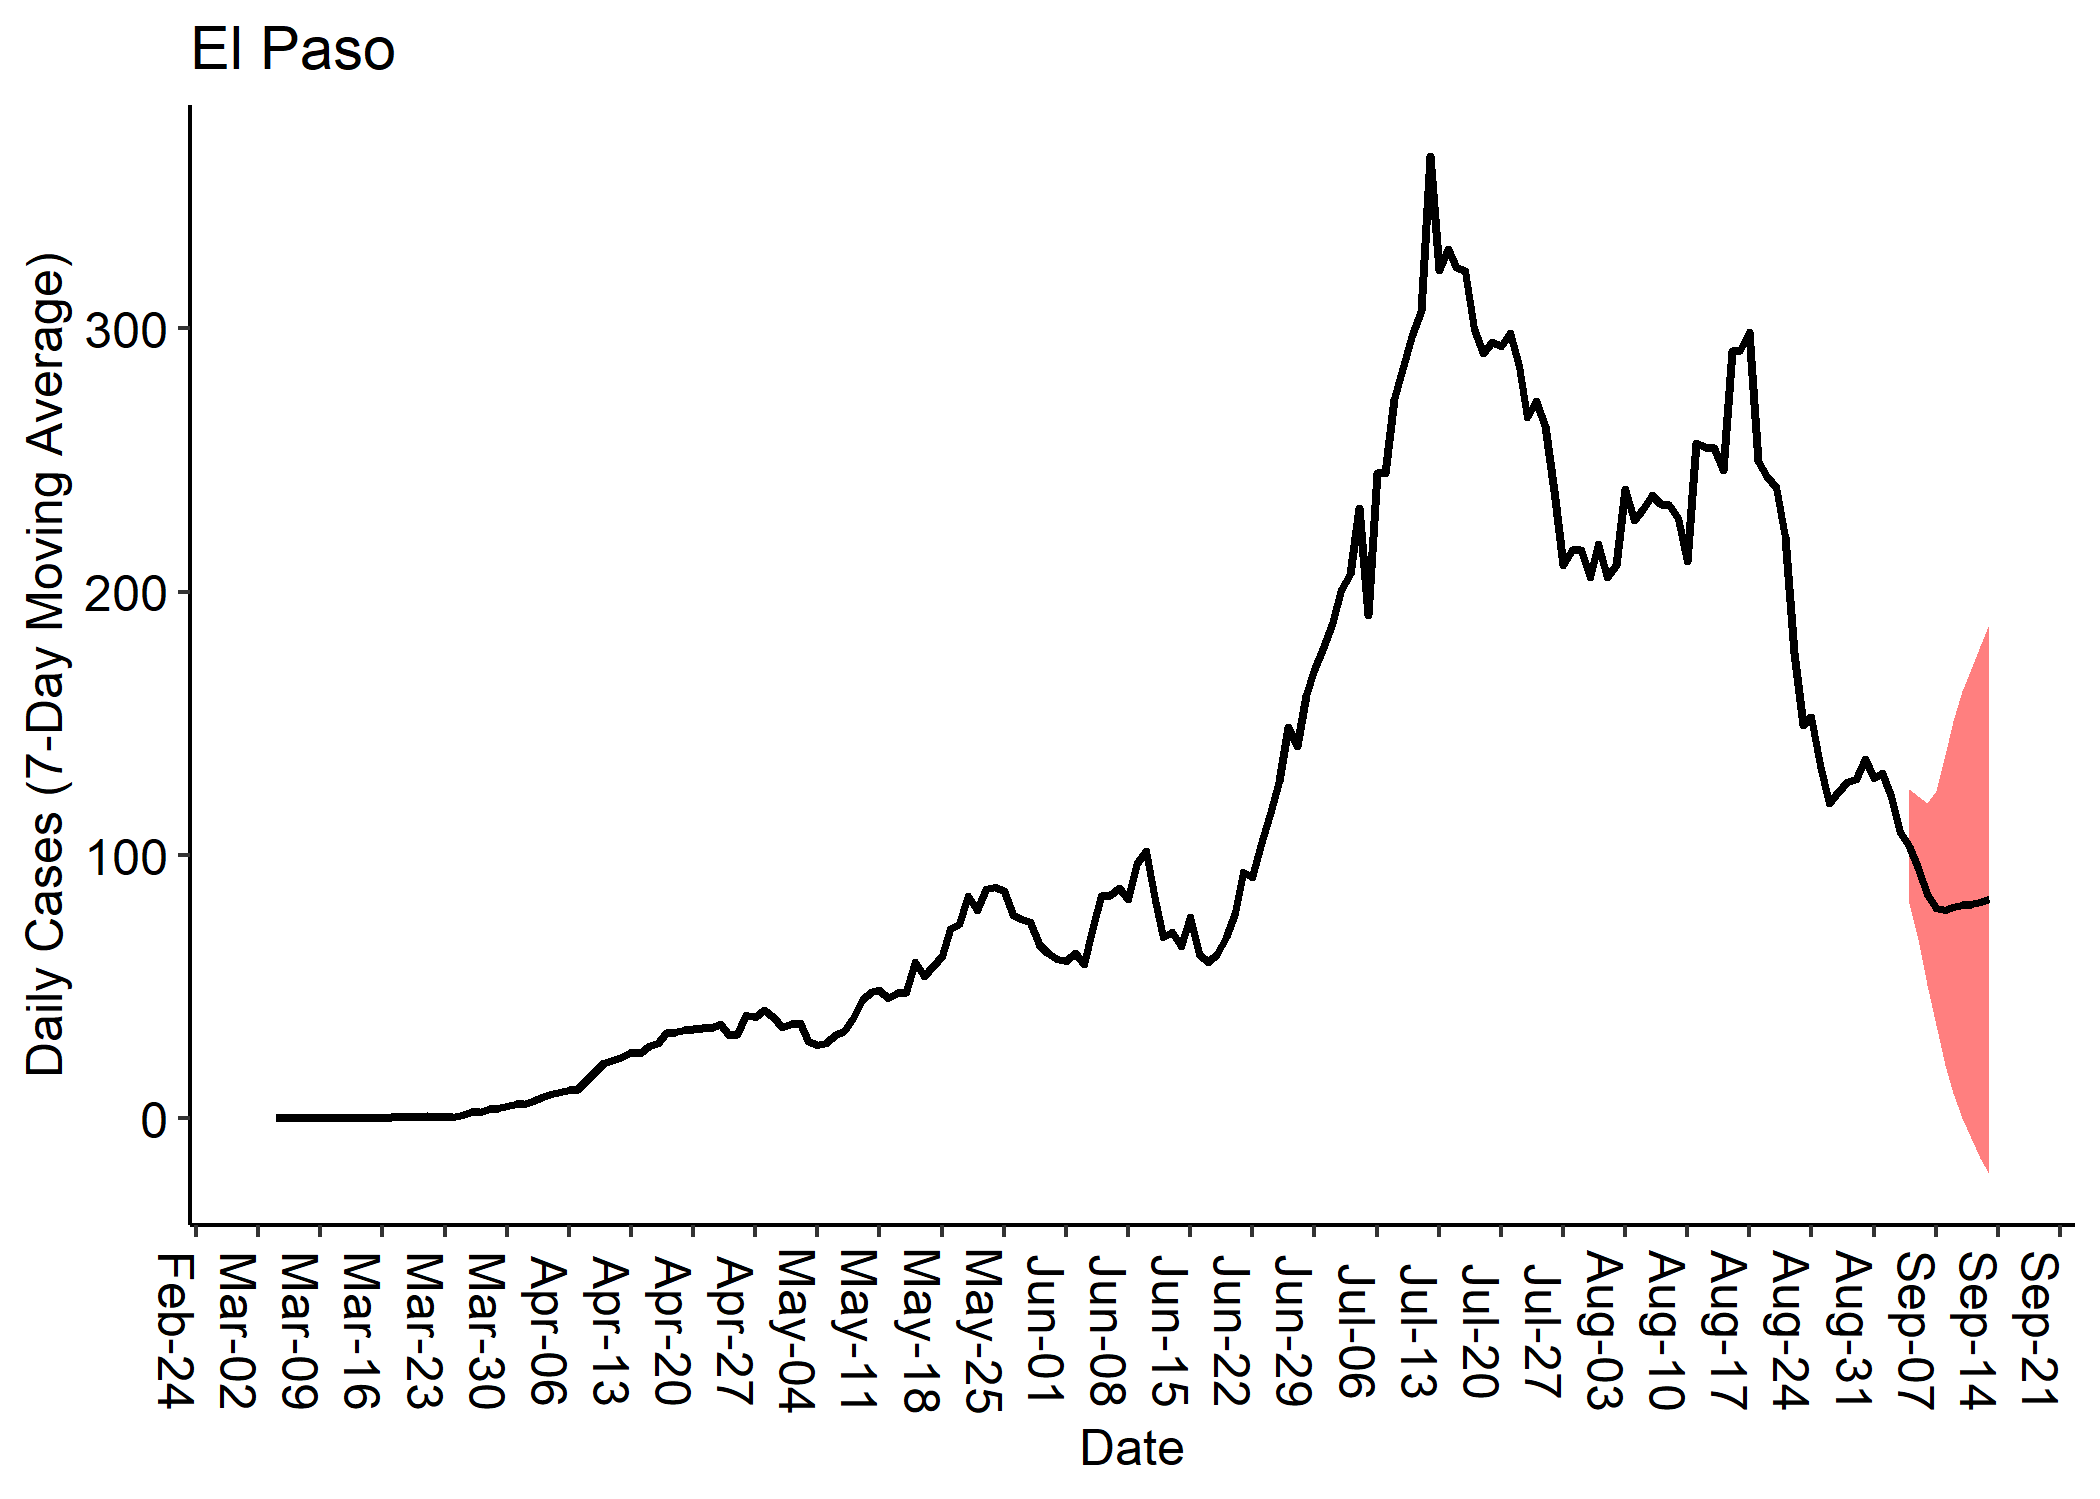 El Paso
Daily Cases (7-Day Moving Average)
300
200
100
0
Feb-24
Mar-02
Mar-09
Mar-16
Mar-23
Mar-30
Apr-06
Apr-13
Apr-20
Apr-27
May-04
May-11
May-18
May-25
Jun-01
Jun-08
Jun-15
Jun-22
Jun-29
Jul-06
Jul-13
Jul-20
Jul-27
Aug-03
Aug-10
Aug-17
Aug-24
Aug-31
Sep-07
Sep-14
Sep-21
Date